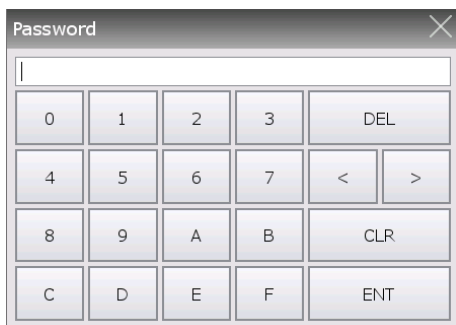 Password
0 1 2 3 DEL
4 5 6 7 < >
8 9 A B CLR
C D E F ENT